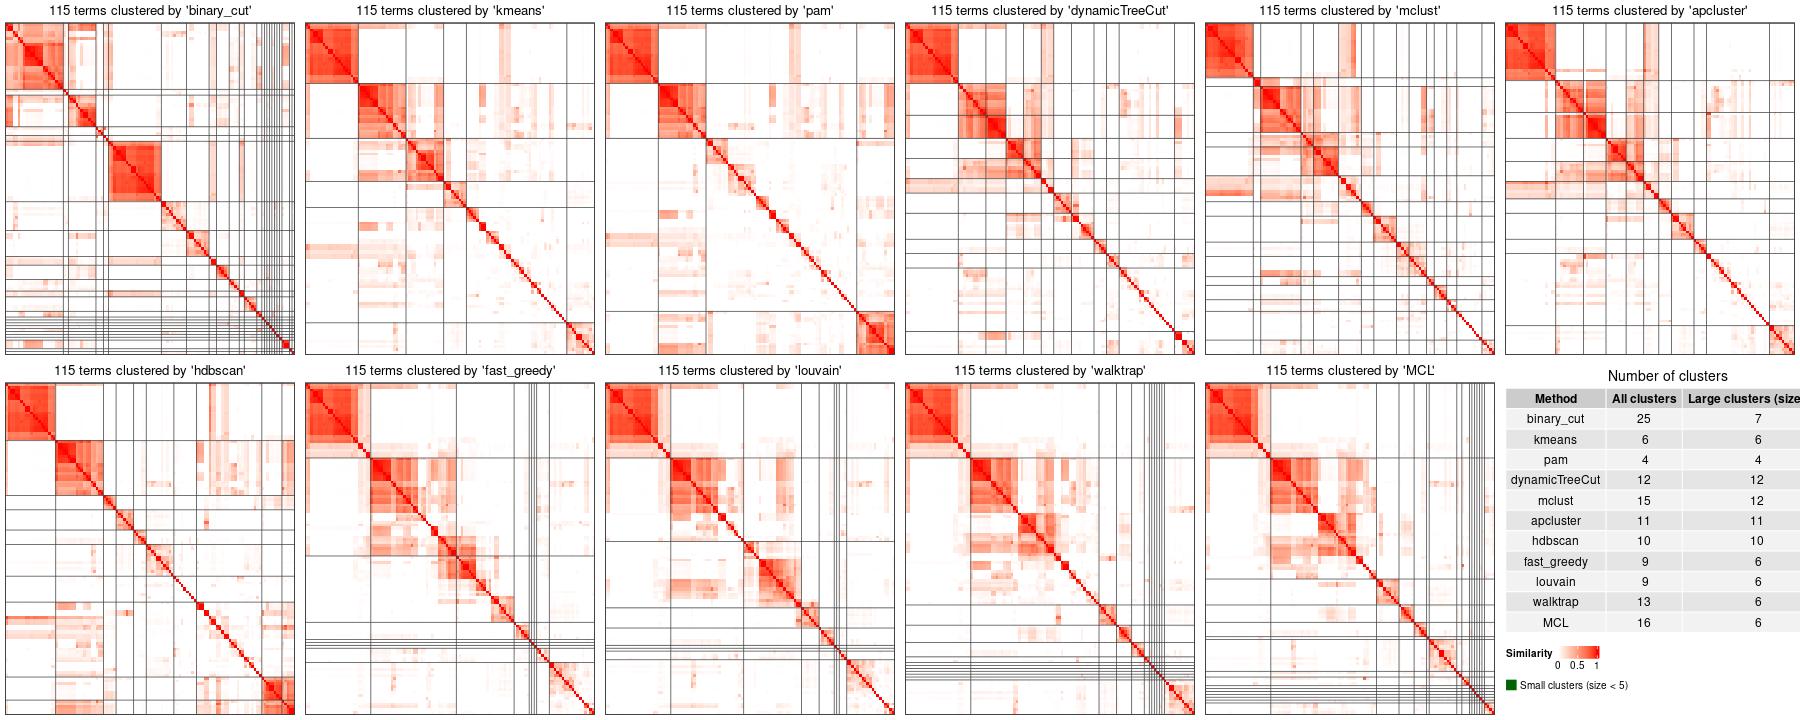 115 terms clustered by 'binary_cut'
115 terms clustered by 'kmeans'
115 terms clustered by 'pam'
115 terms clustered by 'dynamicTreeCut'
115 terms clustered by 'mclust'
115 terms clustered by 'apcluster'
115 terms clustered by 'hdbscan'
115 terms clustered by 'fast_greedy'
115 terms clustered by 'louvain'
115 terms clustered by 'walktrap'
115 terms clustered by 'MCL'
Number of clusters
Method All clusters Large clusters (size
binary_cut 25 7
kmeans 6 6
pam 4 4
dynamicTreeCut 12 12
mclust 15 12
apcluster 11 11
hdbscan 10 10
fast_greedy 9 6
louvain 9 6
walktrap 13 6
MCL 16 6
Similarity
0 0.5 1
Small clusters (size < 5)